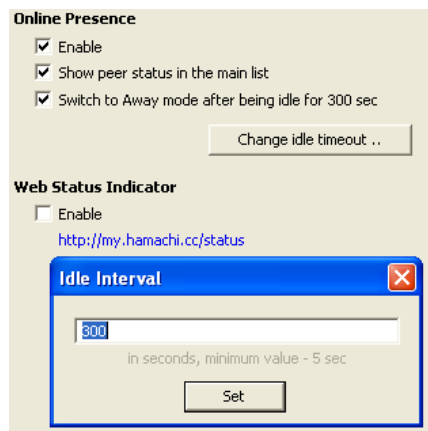 Online Presence
Enable
Show peer status in the main list
Switch to Away mode after being idle for 300 sec
Change idle timeout ..
Web Status Indicator
Enable
http://my.hamachi.cc/status
Idle Interval
300
in seconds, minimum value - 5 sec
Set